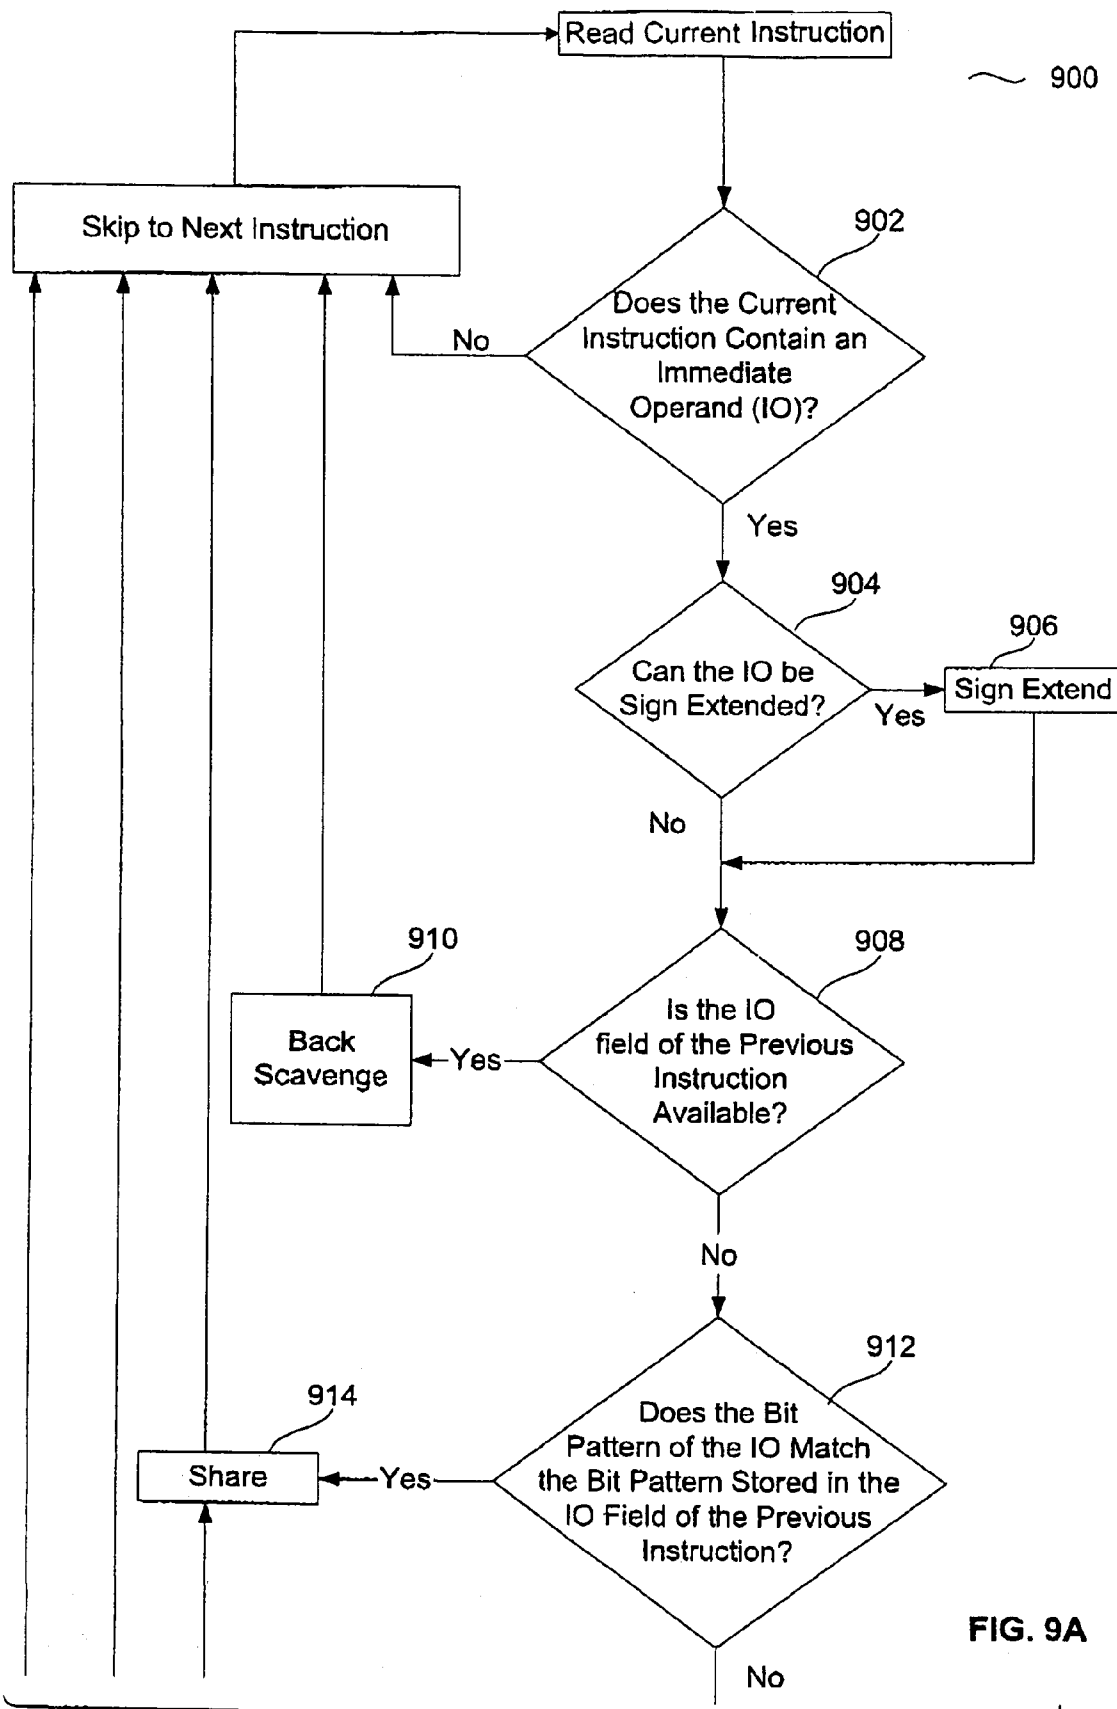 Read Current Instruction
900
Skip to Next Instruction
902
Does the Current
Instruction Contain an
Immediate
Operand (IO)?
No
Yes
904
Can the IO be
Sign Extended?
Yes
906
Sign Extend
No
910
Back
Scavenge
Yes
908
Is the IO
field of the Previous
Instruction
Available?
No
912
914
Share
Yes
Does the Bit
Pattern of the IO Match
the Bit Pattern Stored in the
IO Field of the Previous
Instruction?
FIG. 9A
No